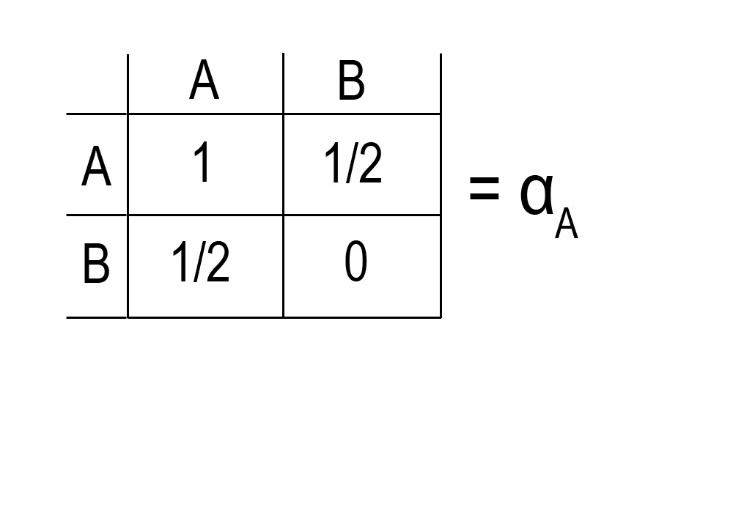 A B
A 1 1/2
= αA
B 1/2 0